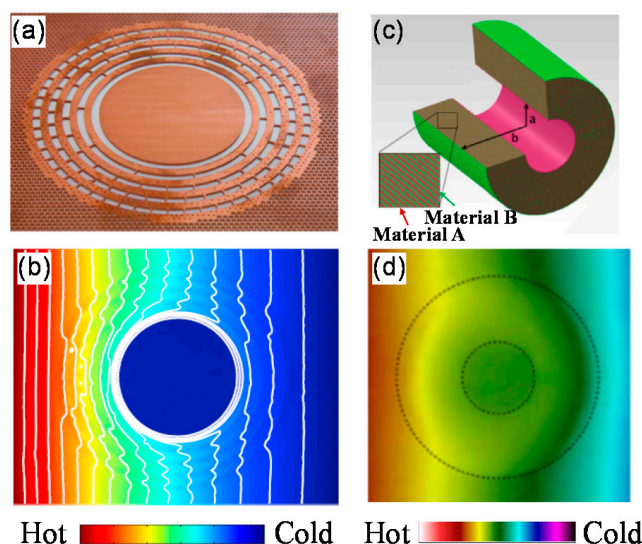 (a)
(c)
a
b
Material B
Material A
(b)
(d)
Hot Cold
Hot Cold